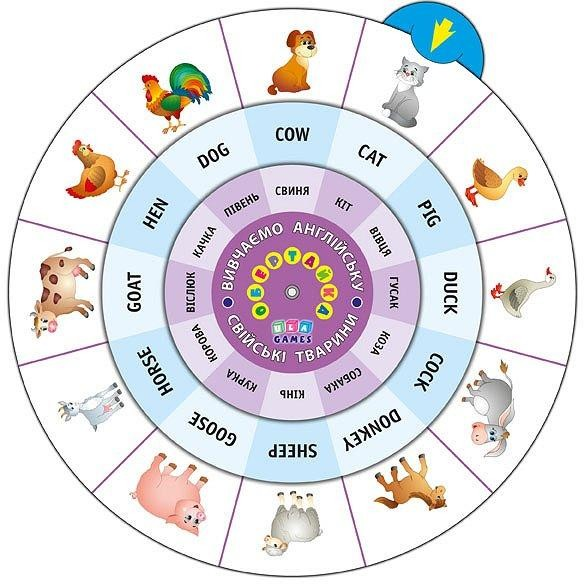 COW
CAT
PIG
DUCK
COCK
DONKEY
SHEEP
GOOSE
HORSE
GOAT
HEN
DOG
СВИНЯ
КІТ
ВІВЦЯ
ГУСАК
КОЗА
СОБАКА
КІНЬ
КУРКА
КОРОВА
ВІСЛЮК
КАЧКА
ПІВЕНЬ
ВИВЧАЄМО АНГЛІЙСЬКУ
ОБЕРТАЙКА
ULA
GAMES
СВІЙСЬКІ ТВАРИНИ